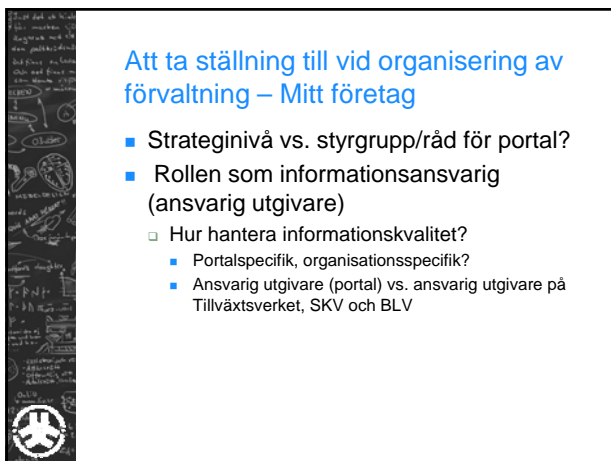 Att ta ställning till vid organisering av
förvaltning – Mitt företag
Strateginivå vs. styrgrupp/råd för portal?
Rollen som informationsansvarig
(ansvarig utgivare)
Hur hantera informationskvalitet?
Portalspecifik, organisationsspecifik?
Ansvarig utgivare (portal) vs. ansvarig utgivare på
Tillväxtsverket, SKV och BLV